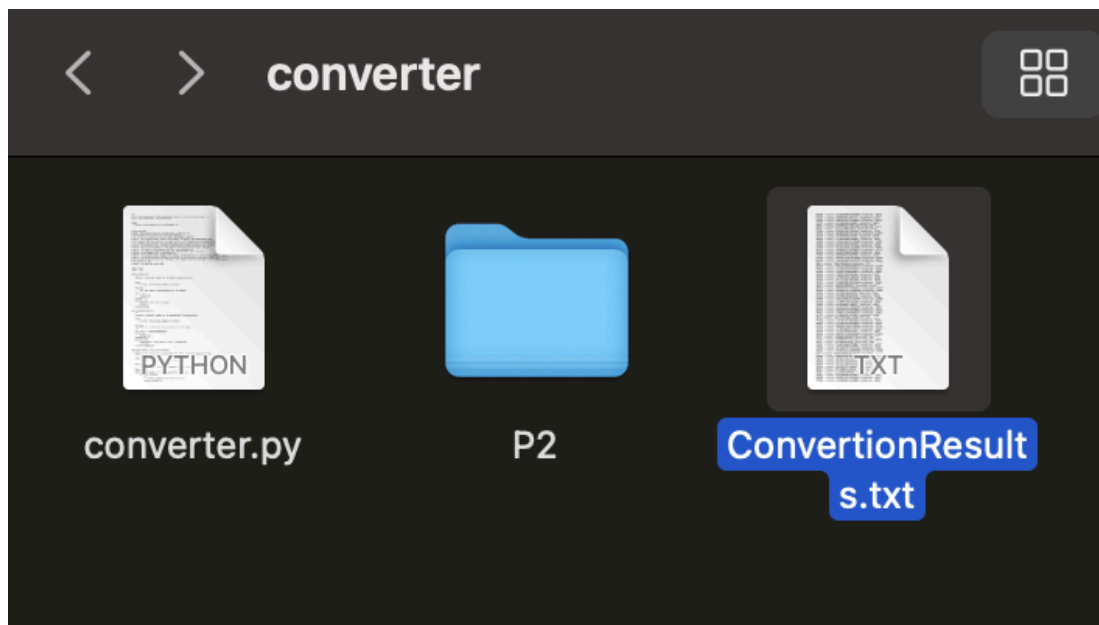 converter
PYTHON
TXT
converter.py
P2
ConvertionResult
s.txt